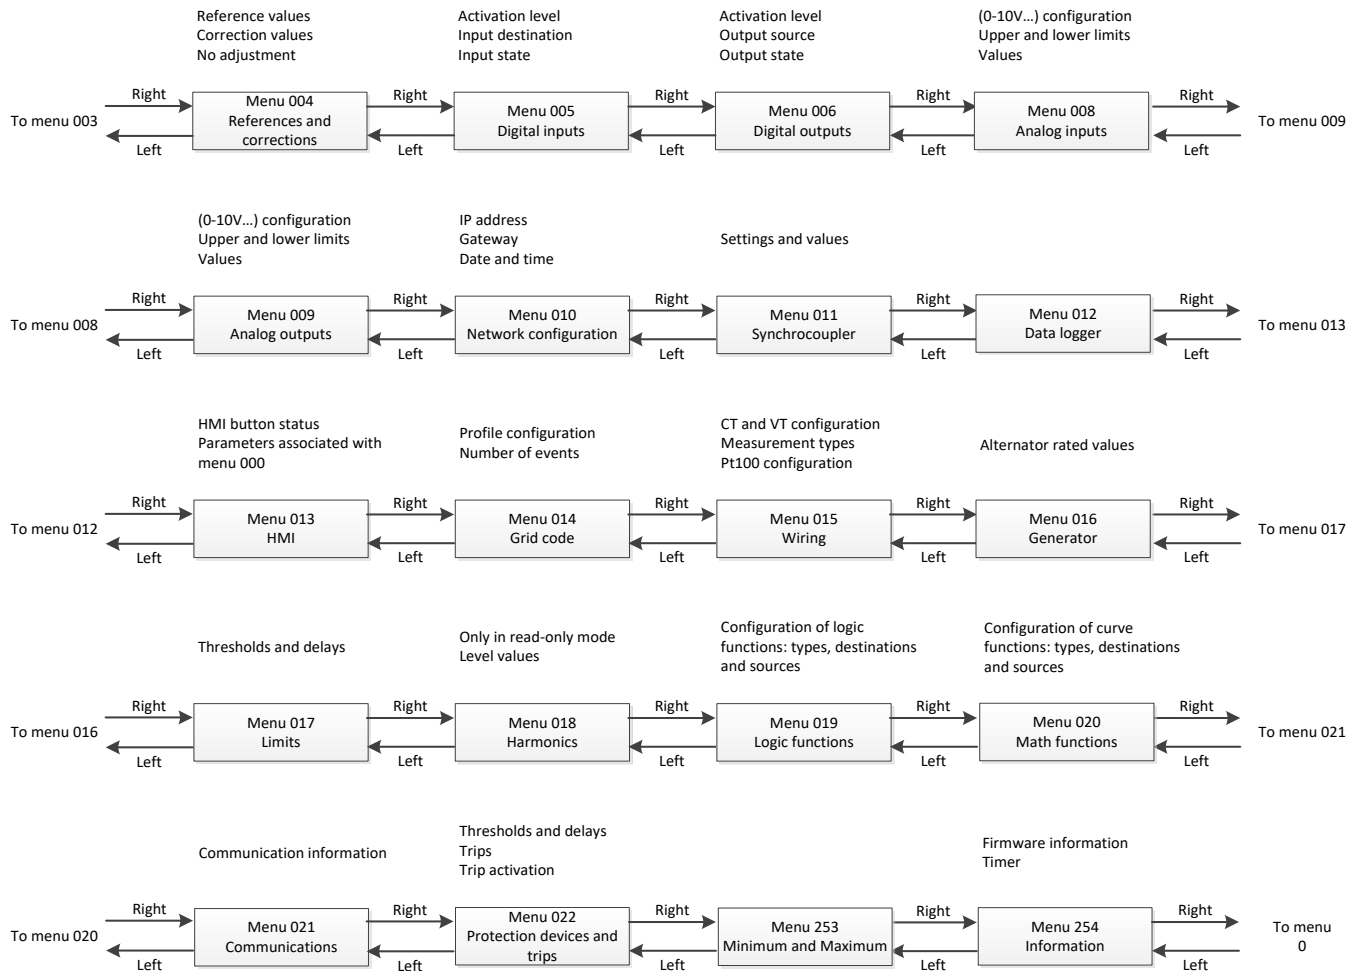 Reference values
Correction values
No adjustment
Activation level
Input destination
Input state
Activation level
Output source
Output state
(0-10V...) configuration
Upper and lower limits
Values
To menu 003
Right
Left
Menu 004
References and
corrections
Right
Left
Menu 005
Digital inputs
Right
Left
Menu 006
Digital outputs
Right
Left
Menu 008
Analog inputs
Right
Left
To menu 009
(0-10V...) configuration
Upper and lower limits
Values
IP address
Gateway
Date and time
Settings and values
To menu 008
Right
Left
Menu 009
Analog outputs
Right
Left
Menu 010
Network configuration
Right
Left
Menu 011
Synchrocoupler
Right
Left
Menu 012
Data logger
Right
Left
To menu 013
HMI button status
Parameters associated with
menu 000
Profile configuration
Number of events
CT and VT configuration
Measurement types
Pt100 configuration
Alternator rated values
To menu 012
Right
Left
Menu 013
HMI
Right
Left
Menu 014
Grid code
Right
Left
Menu 015
Wiring
Right
Left
Menu 016
Generator
Right
Left
To menu 017
Thresholds and delays
Only in read-only mode
Level values
Configuration of logic
functions: types, destinations
and sources
Configuration of curve
functions: types, destinations
and sources
To menu 016
Right
Left
Menu 017
Limits
Right
Left
Menu 018
Harmonics
Right
Left
Menu 019
Logic functions
Right
Left
Menu 020
Math functions
Right
Left
To menu 021
Communication information
Thresholds and delays
Trips
Trip activation
Firmware information
Timer
To menu 020
Right
Left
Menu 021
Communications
Right
Left
Menu 022
Protection devices and
trips
Right
Left
Menu 253
Minimum and Maximum
Right
Left
Menu 254
Information
Right
Left
To menu
0